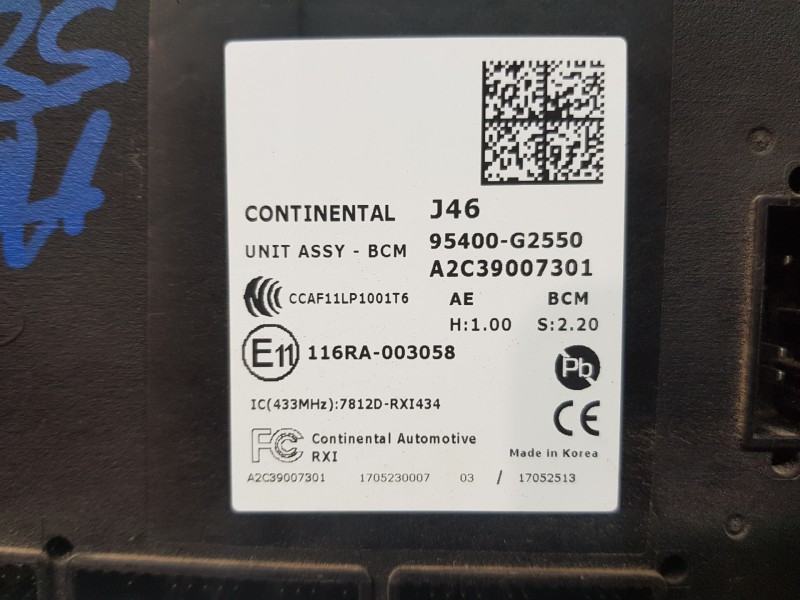 CONTINENTAL J46
UNIT ASSY - BCM 95400-G2550
A2C39007301
CCAF11LP1001T6 AE BCM
H:1.00 S:2.20
E11 116RA-003058
Pb
IC(433MHz):7812D-RXI434
CE
FC Continental Automotive
RXI
Made in Korea
A2C39007301 1705230007 03 / 17052513